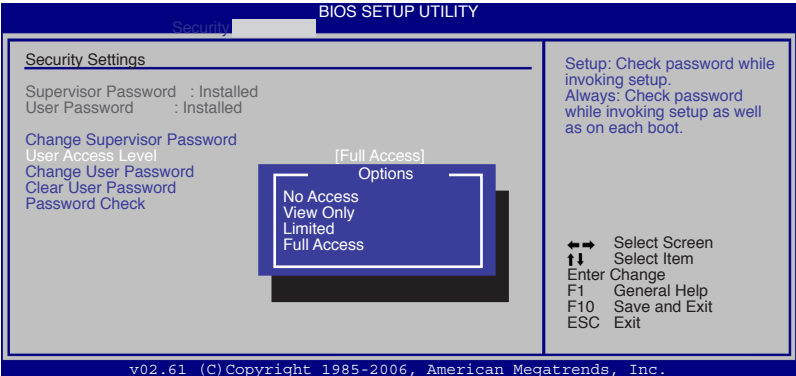 BIOS SETUP UTILITY
Security
Security Settings
Supervisor Password : Installed
User Password : Installed
Change Supervisor Password
User Access Level [Full Access]
Change User Password
Clear User Password
Password Check
Options
No Access
View Only
Limited
Full Access
Setup: Check password while
invoking setup.
Always: Check password
while invoking setup as well
as on each boot.
Select Screen
Select Item
Enter Change
F1 General Help
F10 Save and Exit
ESC Exit
v02.61 (C)Copyright 1985-2006, American Megatrends, Inc.